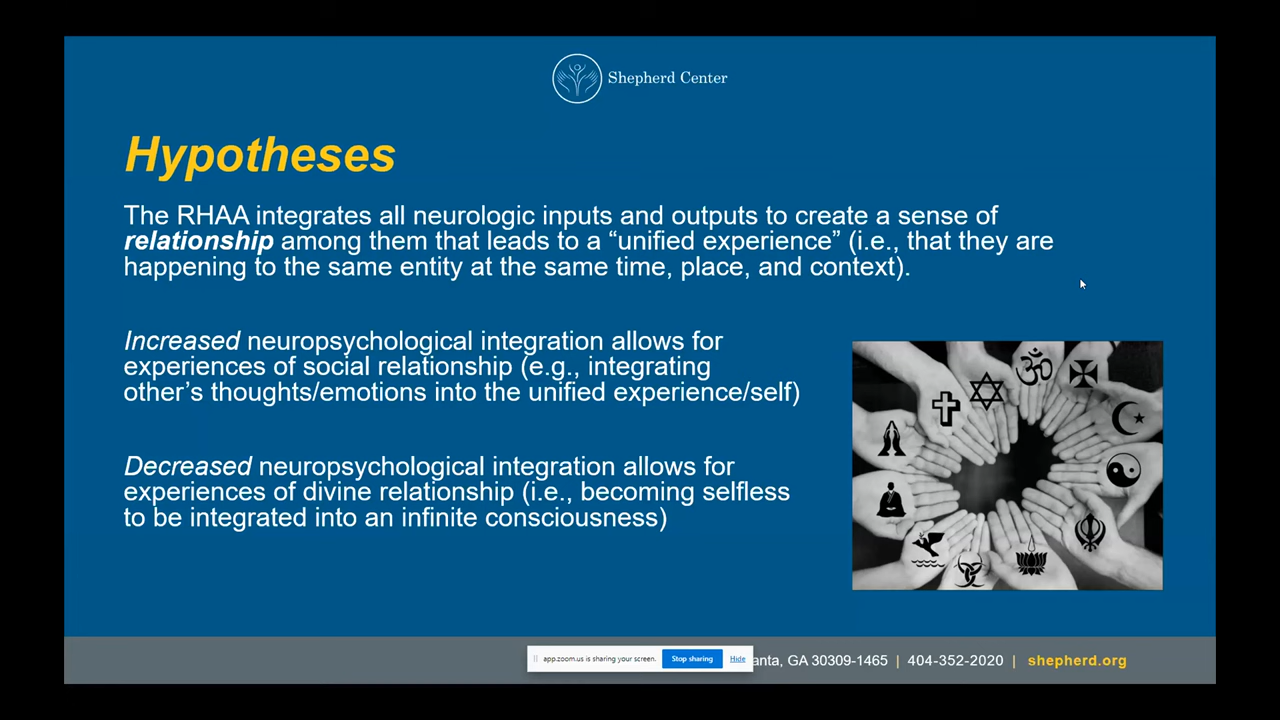 Shepherd Center
Hypotheses
The RHAA integrates all neurologic inputs and outputs to create a sense of
relationship among them that leads to a “unified experience” (i.e., that they are
happening to the same entity at the same time, place, and context).
Increased neuropsychological integration allows for
experiences of social relationship (e.g., integrating
other’s thoughts/emotions into the unified experience/self)
Decreased neuropsychological integration allows for
experiences of divine relationship (i.e., becoming selfless
to be integrated into an infinite consciousness)
app.zoom.us is sharing your screen. Stop sharing Hide
GA 30309-1465 | 404-352-2020 | shepherd.org